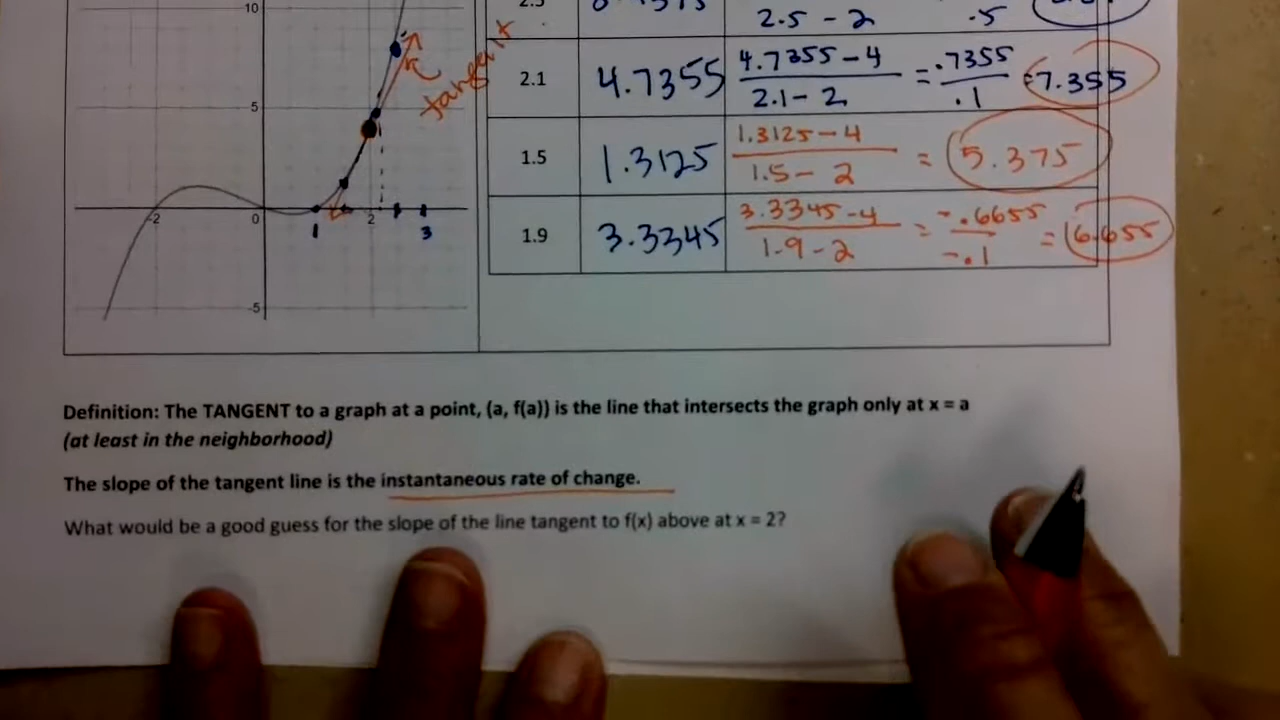 10
5
-2
0
2
1
3
-5
tangent
2.5 - 2
.5
2.1
4.7355
4.7355 - 4
2.1 - 2
= .7355
.1
= 7.355
1.5
1.3125
1.3125 - 4
1.5 - 2
= 5.375
1.9
3.3345
3.3345 - 4
1.9 - 2
= -.6655
-.1
= 6.655
Definition: The TANGENT to a graph at a point, (a, f(a)) is the line that intersects the graph only at x = a
(at least in the neighborhood)
The slope of the tangent line is the instantaneous rate of change.
What would be a good guess for the slope of the line tangent to f(x) above at x = 2?